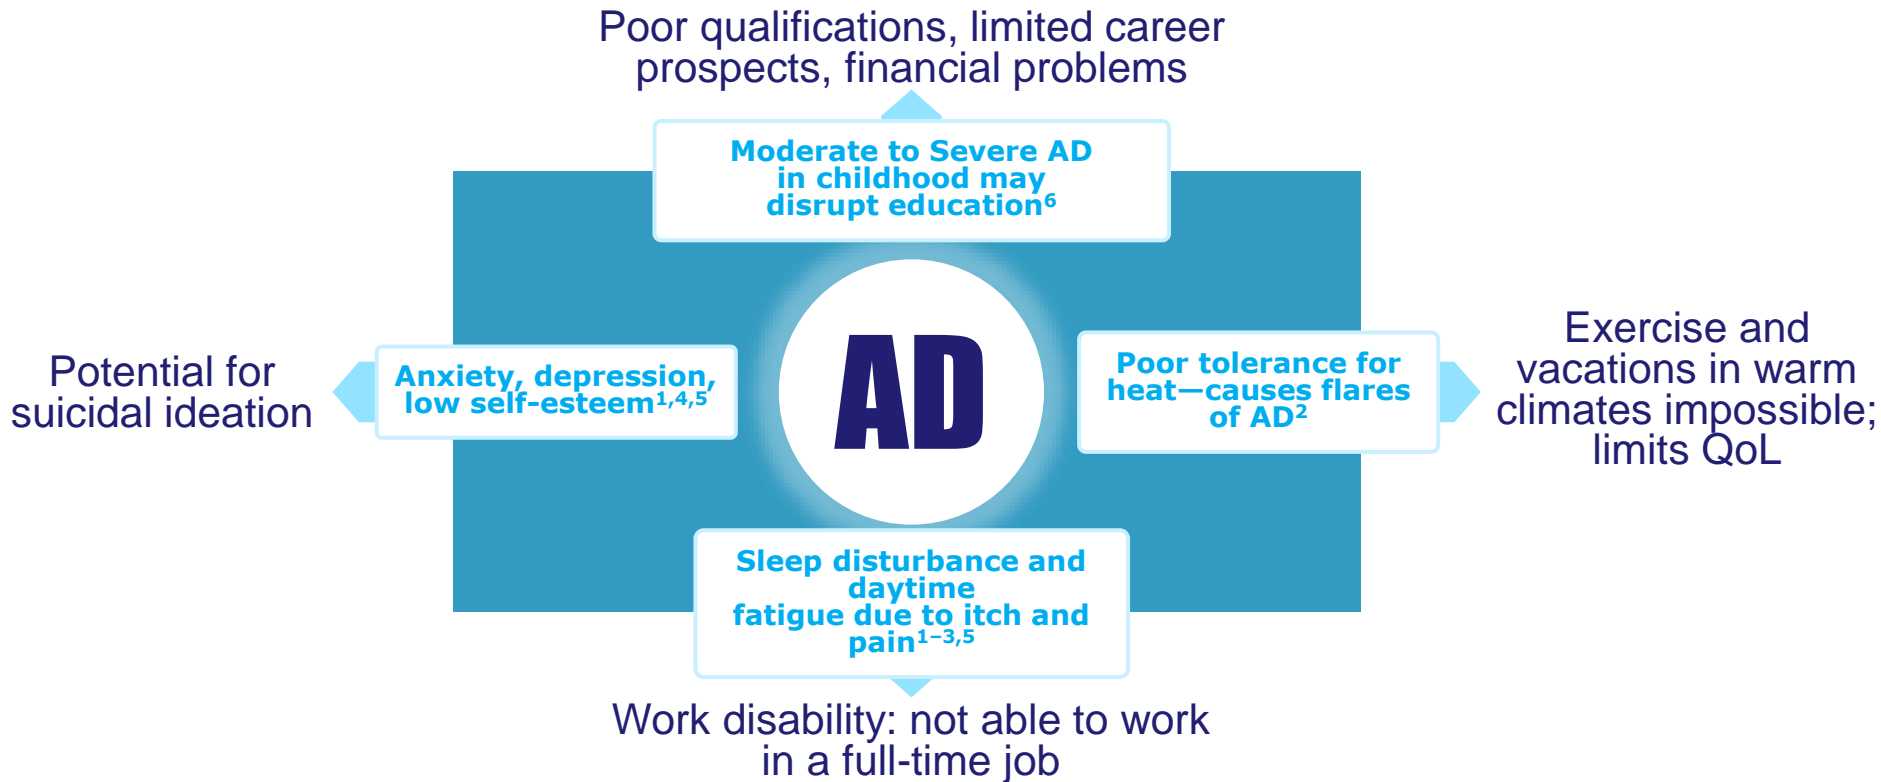 Poor qualifications, limited career
prospects, financial problems
Moderate to Severe AD
in childhood may
disrupt education⁶
Potential for
suicidal ideation
Anxiety, depression,
low self-esteem¹,⁴,⁵
AD
Poor tolerance for
heat—causes flares
of AD²
Exercise and
vacations in warm
climates impossible;
limits QoL
Sleep disturbance and
daytime
fatigue due to itch and
pain¹⁻³,⁵
Work disability: not able to work
in a full-time job